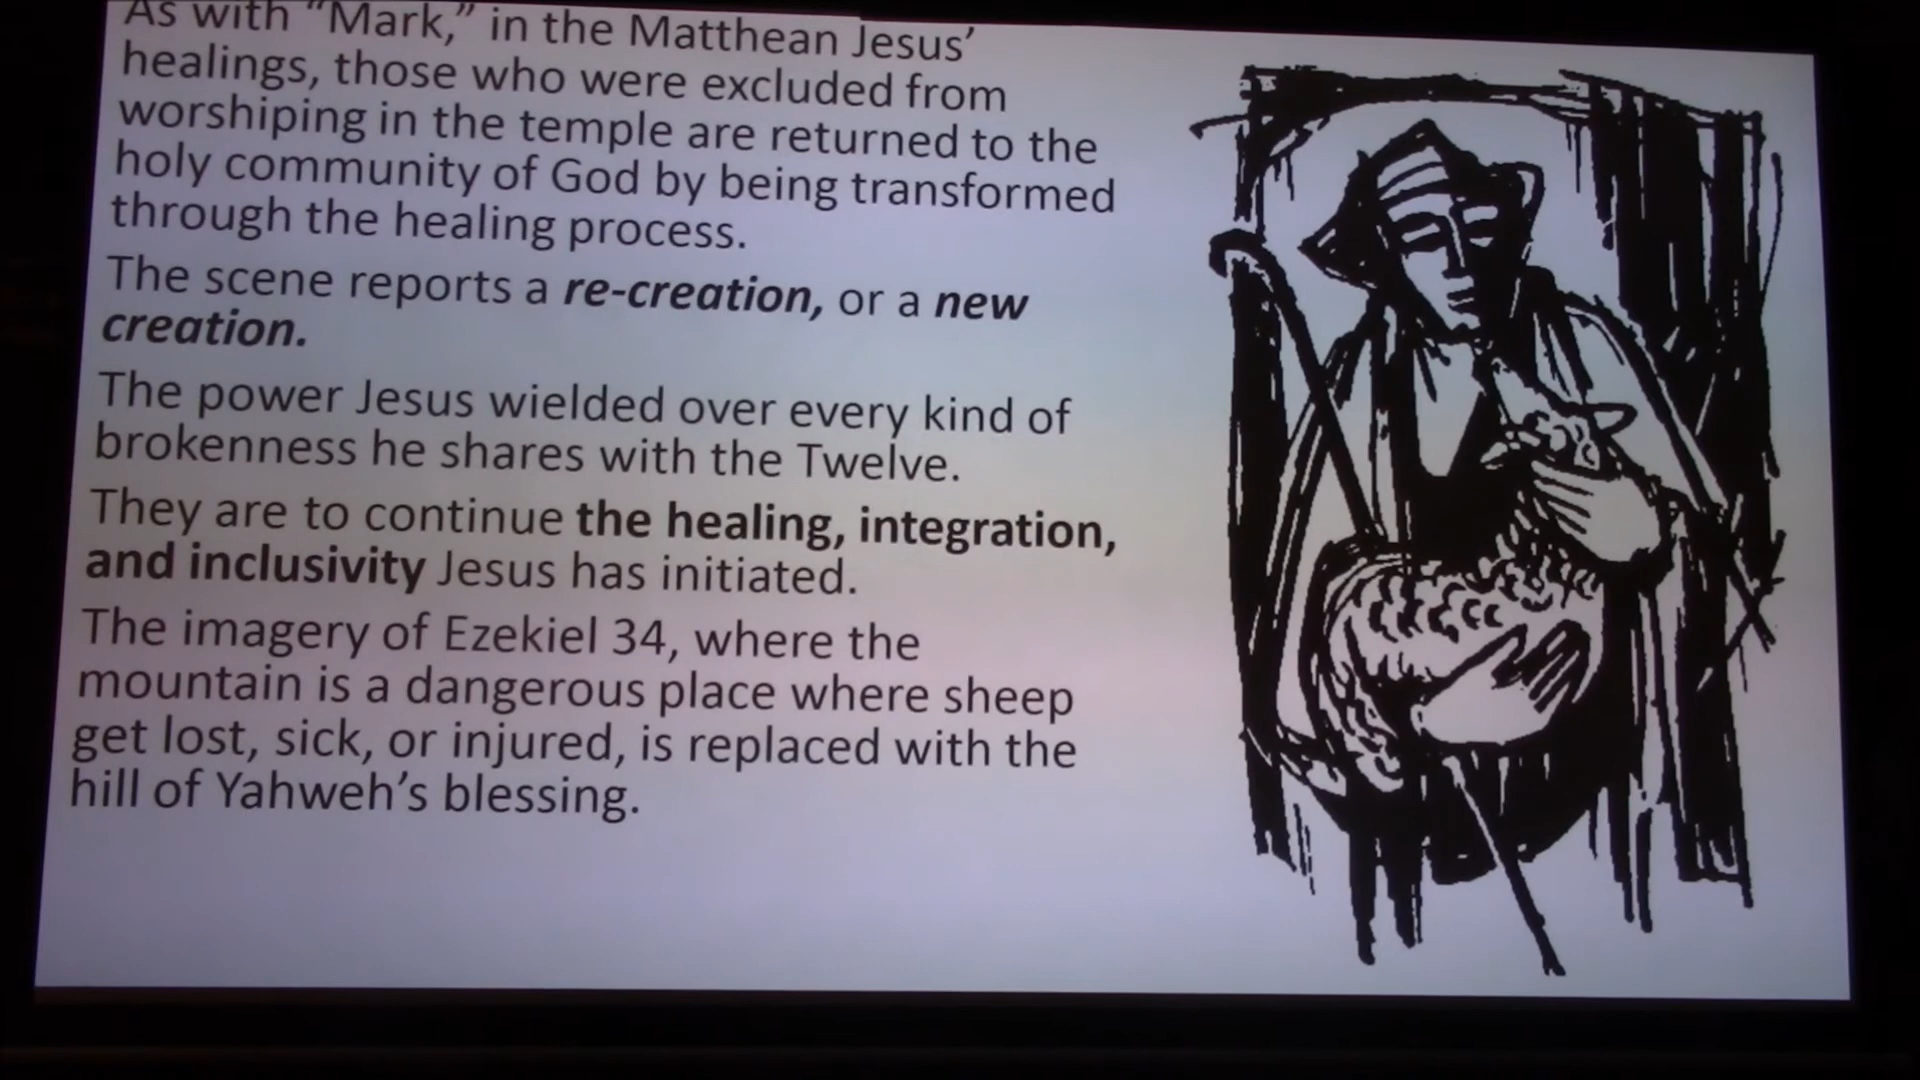 As with “Mark,” in the Matthean Jesus’
healings, those who were excluded from
worshiping in the temple are returned to the
holy community of God by being transformed
through the healing process.
The scene reports a re-creation, or a new
creation.
The power Jesus wielded over every kind of
brokenness he shares with the Twelve.
They are to continue the healing, integration,
and inclusivity Jesus has initiated.
The imagery of Ezekiel 34, where the
mountain is a dangerous place where sheep
get lost, sick, or injured, is replaced with the
hill of Yahweh’s blessing.